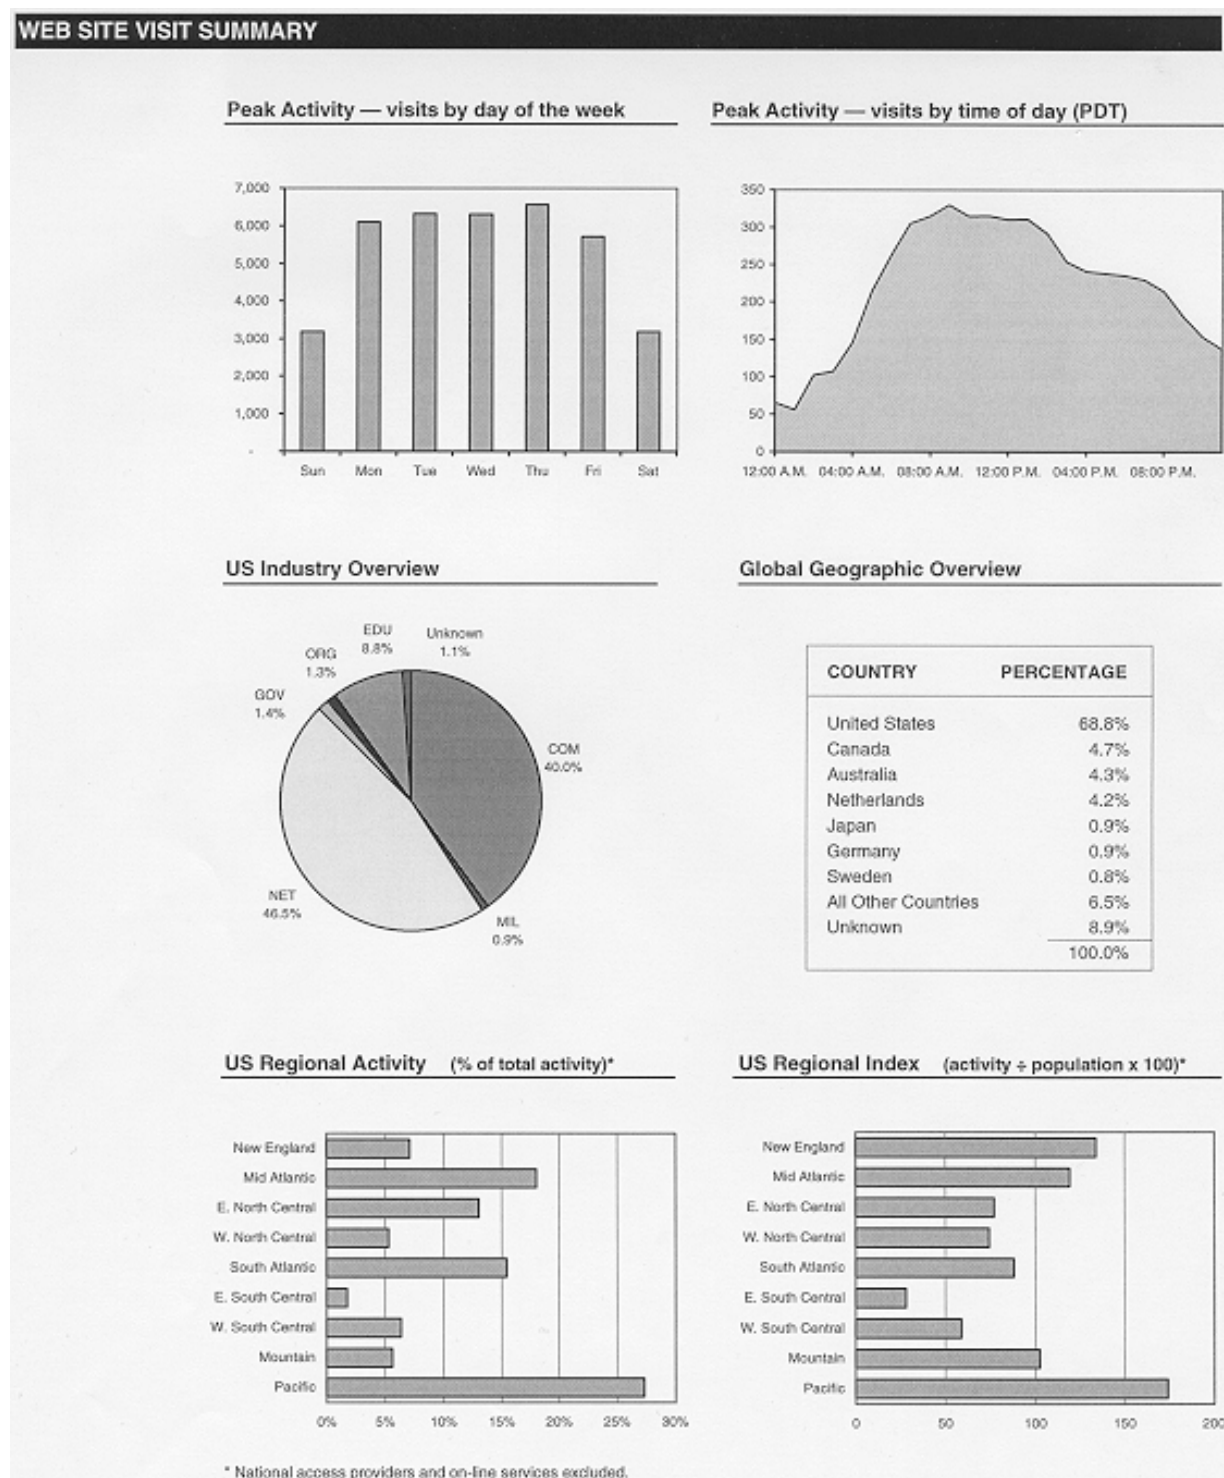 WEB SITE VISIT SUMMARY
Peak Activity — visits by day of the week
7,000
6,000
5,000
4,000
3,000
2,000
1,000
-
Sun Mon Tue Wed Thu Fri Sat
Peak Activity — visits by time of day (PDT)
350
300
250
200
150
100
50
0
12:00 A.M. 04:00 A.M. 08:00 A.M. 12:00 P.M. 04:00 P.M. 08:00 P.M.
US Industry Overview
EDU
8.8%
Unknown
1.1%
ORG
1.3%
GOV
1.4%
COM
40.0%
NET
46.5%
MIL
0.9%
Global Geographic Overview
COUNTRY PERCENTAGE
United States 68.8%
Canada 4.7%
Australia 4.3%
Netherlands 4.2%
Japan 0.9%
Germany 0.9%
Sweden 0.8%
All Other Countries 6.5%
Unknown 8.9%
100.0%
US Regional Activity (% of total activity)*
New England
Mid Atlantic
E. North Central
W. North Central
South Atlantic
E. South Central
W. South Central
Mountain
Pacific
0% 5% 10% 15% 20% 25% 30%
US Regional Index (activity ÷ population x 100)*
New England
Mid Atlantic
E. North Central
W. North Central
South Atlantic
E. South Central
W. South Central
Mountain
Pacific
0 50 100 150 200
* National access providers and on-line services excluded.